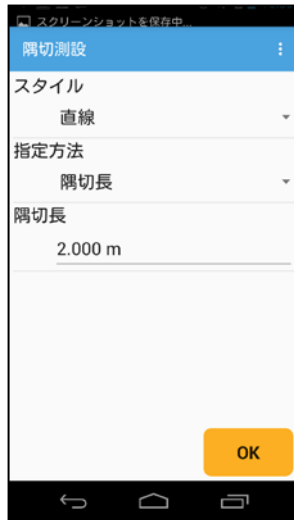 スクリーンショットを保存中...
隅切測設
スタイル
直線
指定方法
隅切長
隅切長
2.000 m
OK